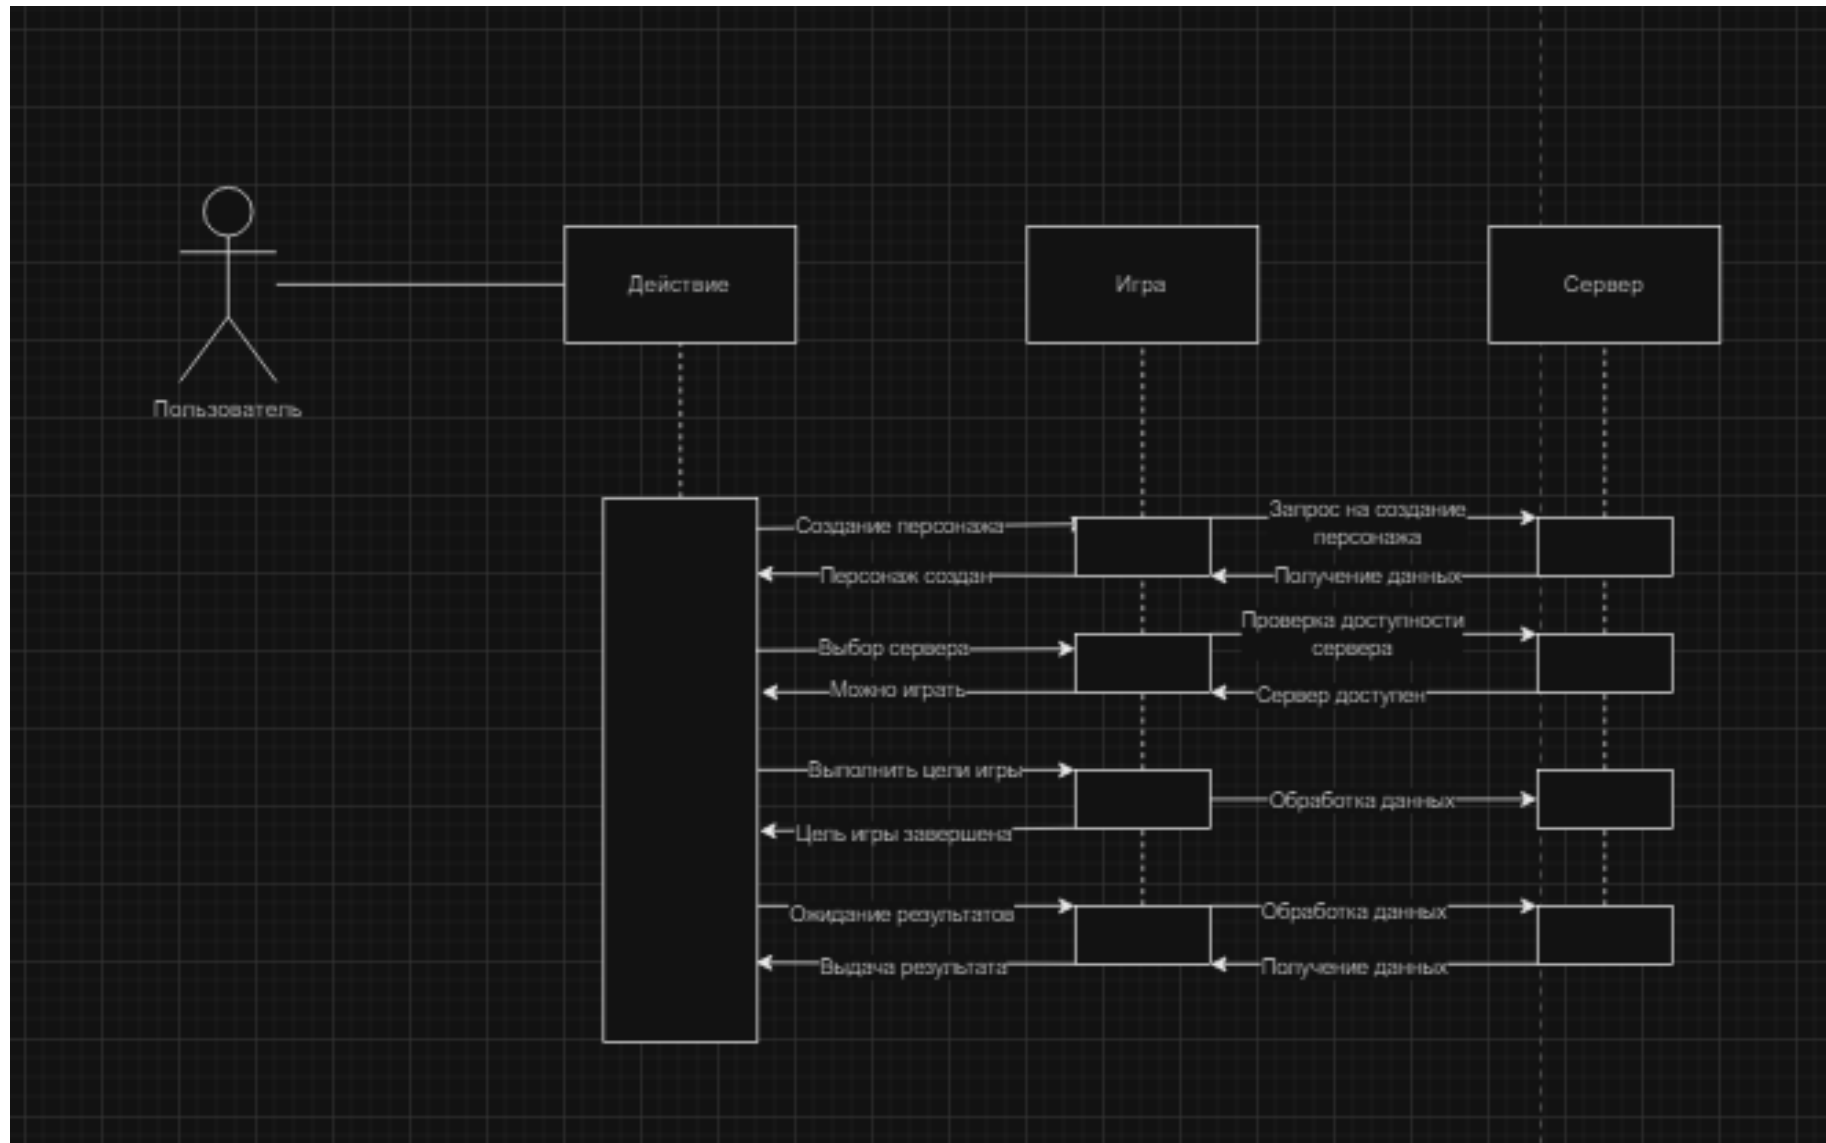 Действие
Игра
Сервер
Пользователь
Создание персонажа
Запрос на создание
персонажа
Персонаж создан
Получение данных
Выбор сервера
Проверка доступности
сервера
Можно играть
Сервер доступен
Выполнить цели игры
Обработка данных
Цель игры завершена
Ожидание результатов
Обработка данных
Выдача результата
Получение данных